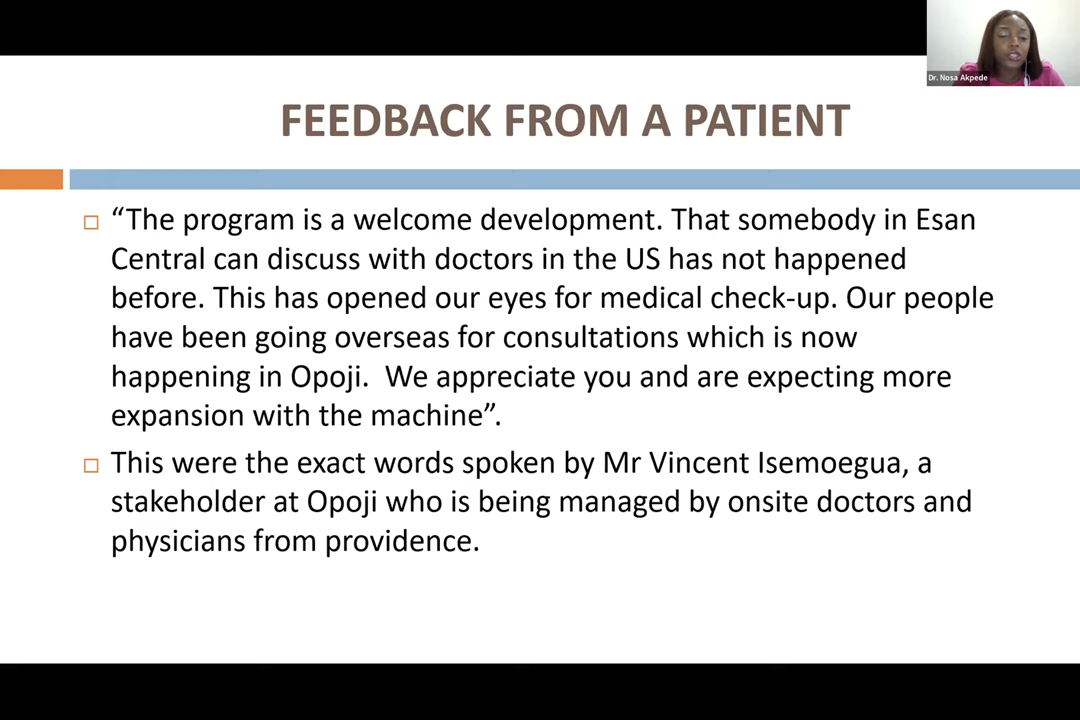 Dr. Nosa Akpede
FEEDBACK FROM A PATIENT
“The program is a welcome development. That somebody in Esan
Central can discuss with doctors in the US has not happened
before. This has opened our eyes for medical check-up. Our people
have been going overseas for consultations which is now
happening in Opoji.  We appreciate you and are expecting more
expansion with the machine”.
This were the exact words spoken by Mr Vincent Isemoegua, a
stakeholder at Opoji who is being managed by onsite doctors and
physicians from providence.